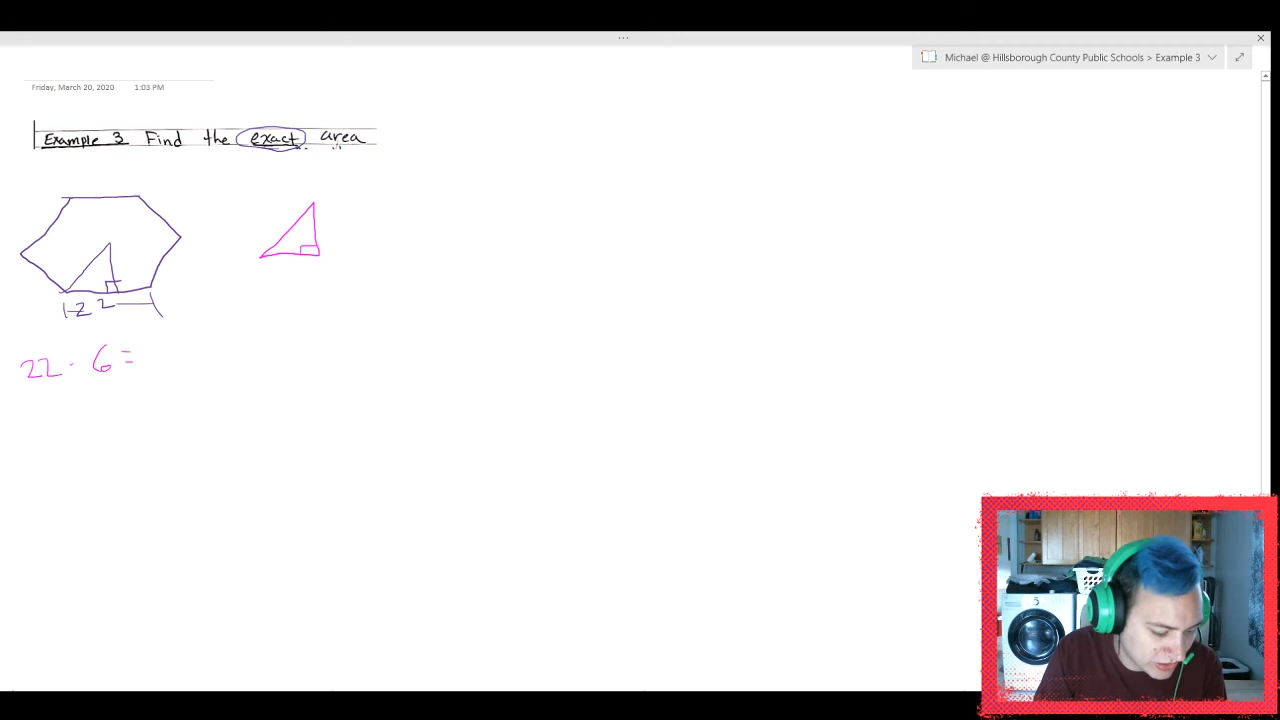 Michael @ Hillsborough County Public Schools > Example 3
Friday, March 20, 2020 1:03 PM
Example 3 Find the exact area
22
22 · 6 =